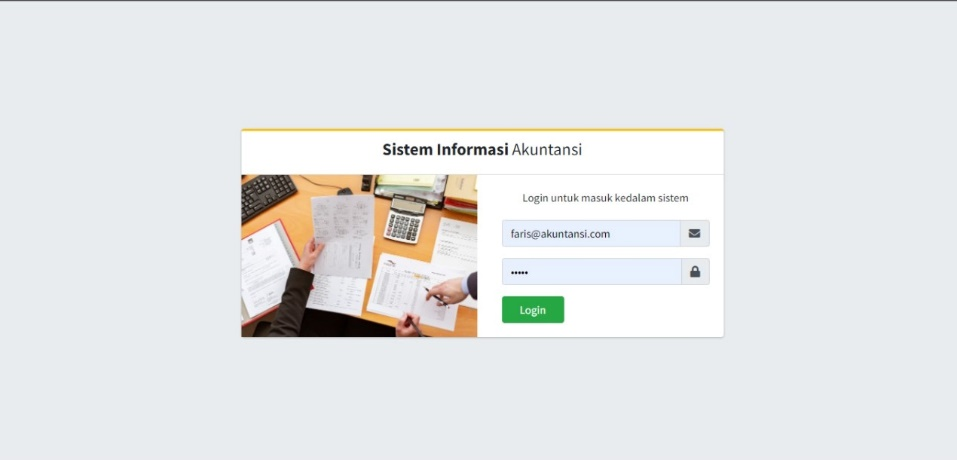 Sistem Informasi Akuntansi
Login untuk masuk kedalam sistem
faris@akuntansi.com
•••••
Login